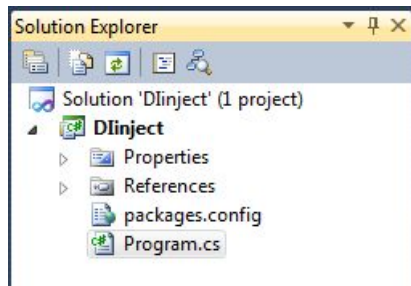 Solution Explorer
Solution 'DIinject' (1 project)
DIinject
Properties
References
packages.config
Program.cs